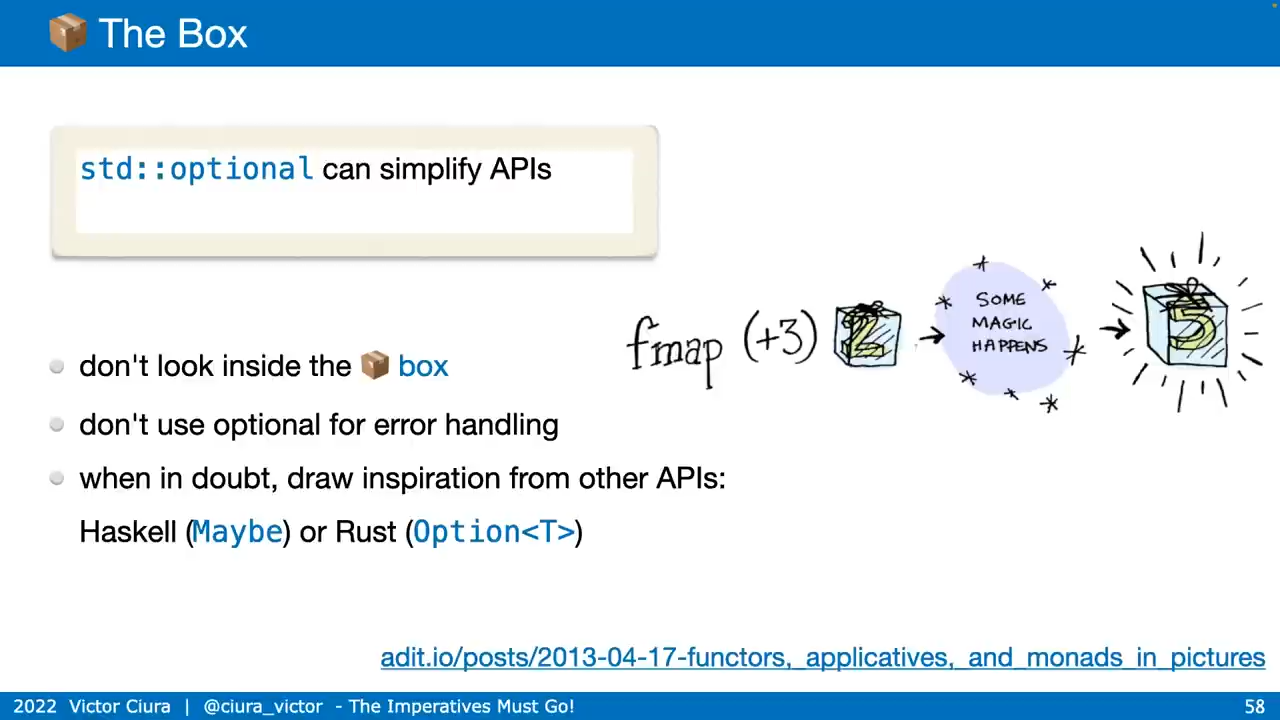 📦 The Box
std::optional can simplify APIs
don't look inside the 📦 box
don't use optional for error handling
when in doubt, draw inspiration from other APIs:
Haskell (Maybe) or Rust (Option<T>)
fmap (+3) 2
SOME
MAGIC
HAPPENS
5
adit.io/posts/2013-04-17-functors,_applicatives,_and_monads_in_pictures
2022 Victor Ciura | @ciura_victor - The Imperatives Must Go!
58